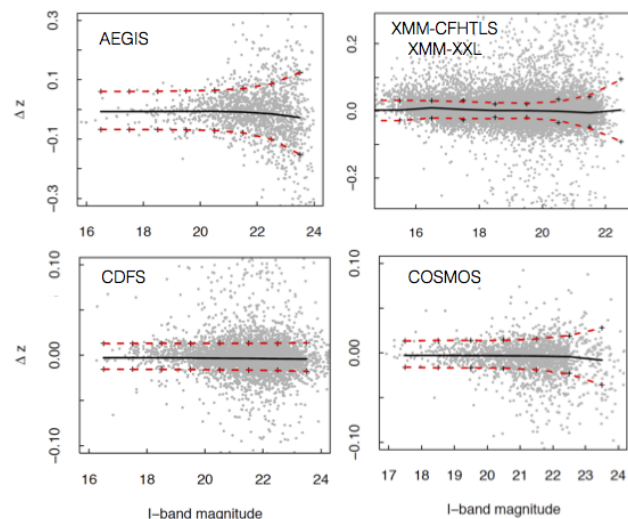 AEGIS
XMM-CFHTLS
XMM-XXL
0.3
0.1
-0.1
-0.3
Δ z
16 18 20 22 24
0.2
0.0
-0.2
16 18 20 22
CDFS
0.10
0.00
-0.10
Δ z
16 18 20 22 24
I-band magnitude
COSMOS
0.10
0.00
-0.10
17 18 19 20 21 22 23 24
I-band magnitude